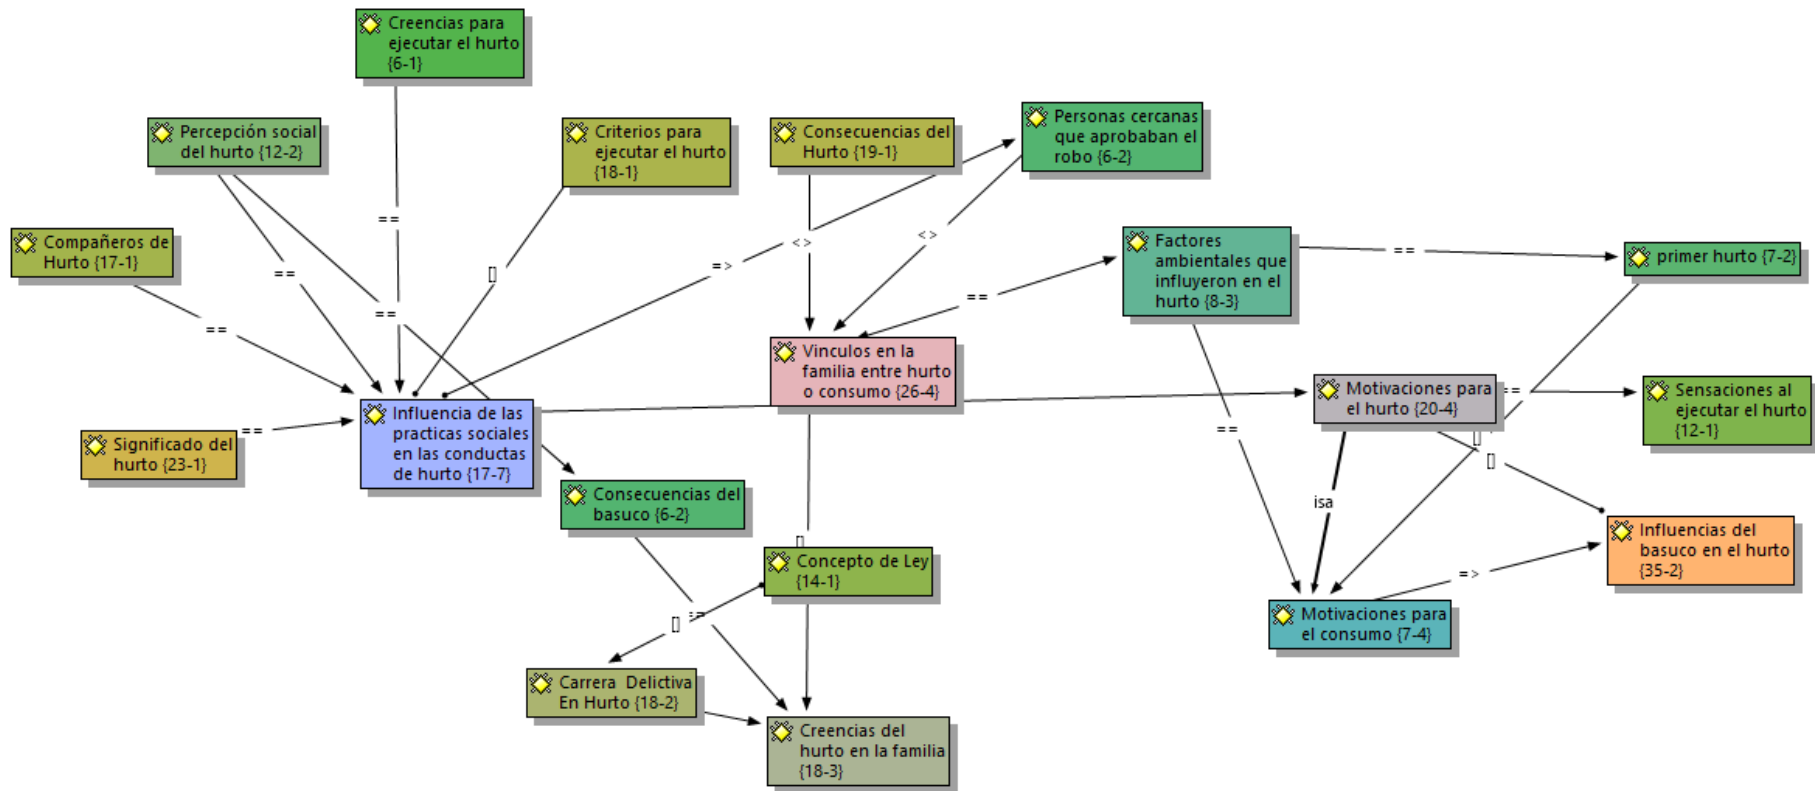 Creencias para
ejecutar el hurto
{6-1}
Percepción social
del hurto {12-2}
Criterios para
ejecutar el hurto
{18-1}
Consecuencias del
Hurto {19-1}
Personas cercanas
que aprobaban el
robo {6-2}
Compañeros de
Hurto {17-1}
Factores
ambientales que
influyeron en el
hurto {8-3}
primer hurto {7-2}
==
==
[]
<>
<>
=>
==
==
==
==
==
Vinculos en la
familia entre hurto
o consumo {26-4}
Motivaciones para
el hurto {20-4}
==
Sensaciones al
ejecutar el hurto
{12-1}
Significado del
hurto {23-1}
==
Influencia de las
practicas sociales
en las conductas
de hurto {17-7}
==
[]
[]
isa
Consecuencias del
basuco {6-2}
Influencias del
basuco en el hurto
{35-2}
[]
Concepto de Ley
{14-1}
=>
[]
Motivaciones para
el consumo {7-4}
Carrera  Delictiva
En Hurto {18-2}
Creencias del
hurto en la familia
{18-3}